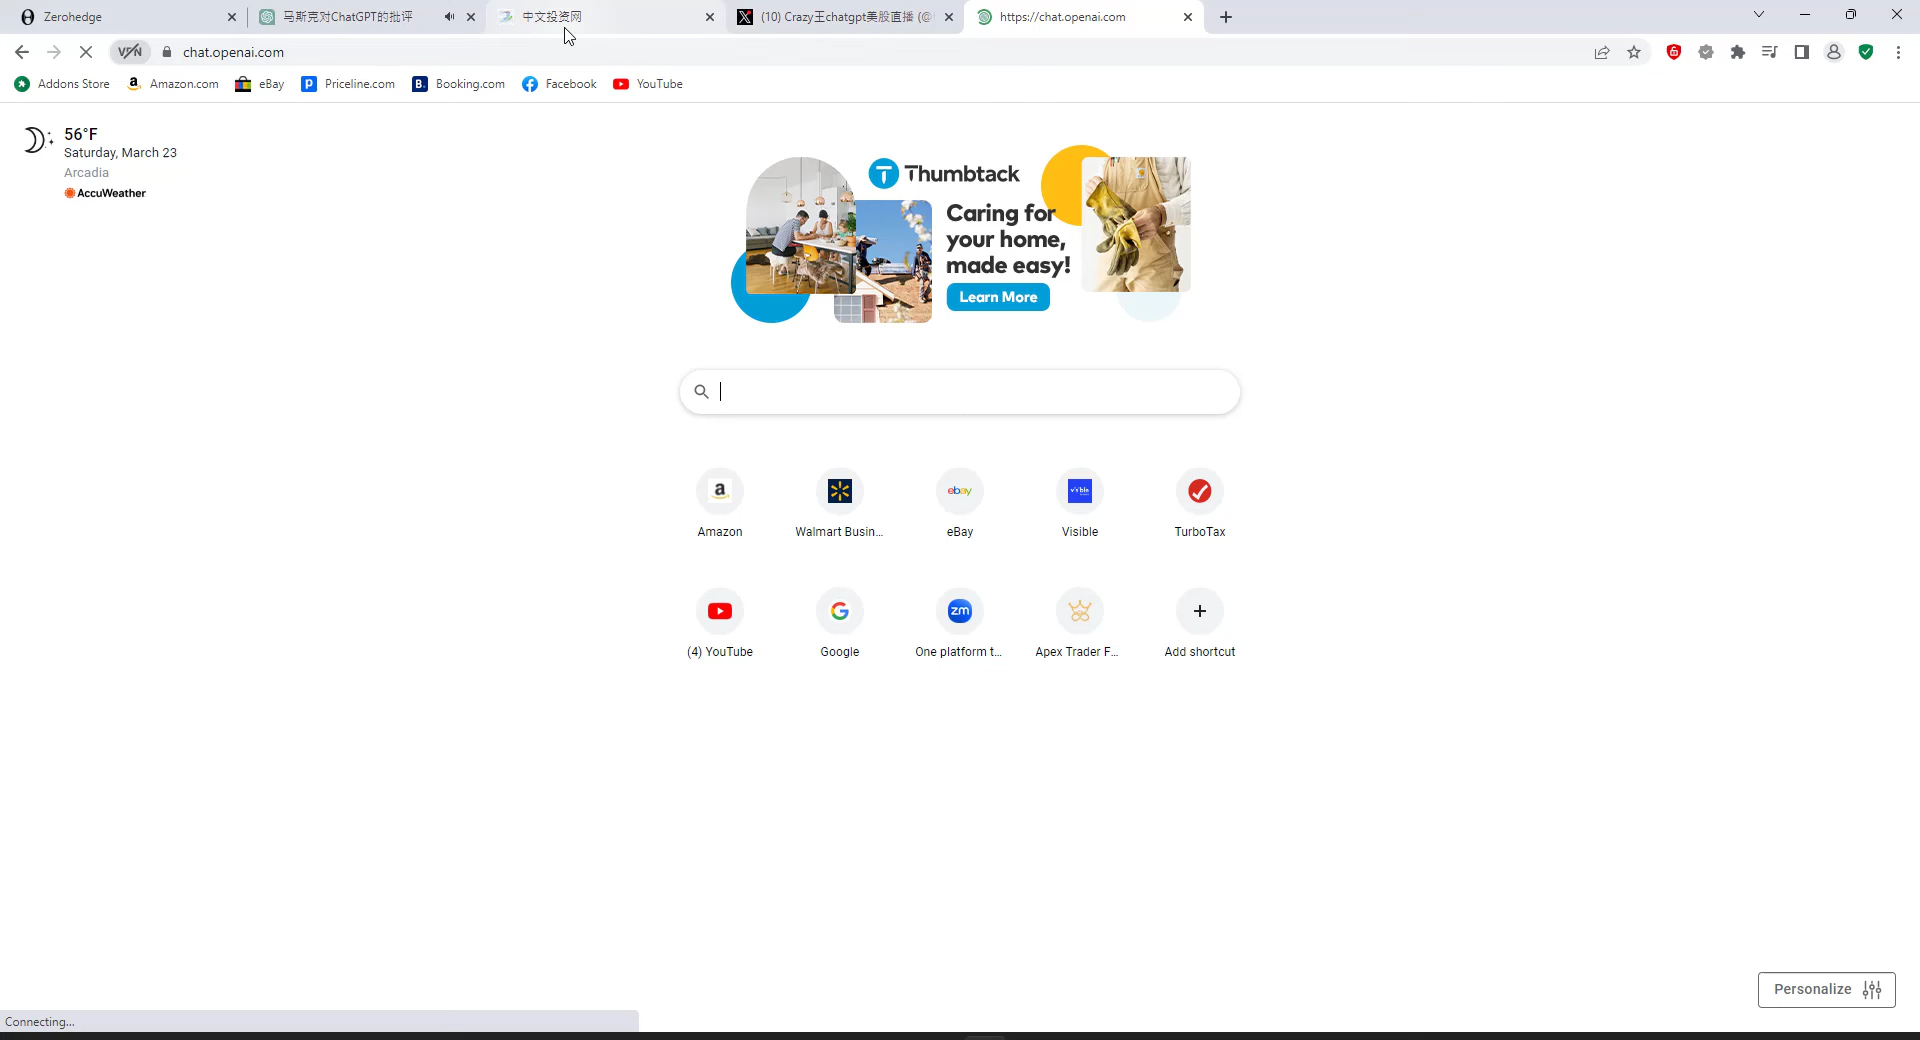 Zerohedge
马斯克对ChatGPT的批评
中文投资网
(10) Crazy王chatgpt美股直播 (@
https://chat.openai.com
VPN
chat.openai.com
Addons Store
Amazon.com
eBay
Priceline.com
Booking.com
Facebook
YouTube
56°F
Saturday, March 23
Arcadia
AccuWeather
Thumbtack
Caring for
your home,
made easy!
Learn More
Amazon
Walmart Busin...
eBay
Visible
TurboTax
(4) YouTube
Google
One platform t...
Apex Trader F...
Add shortcut
Personalize
Connecting...